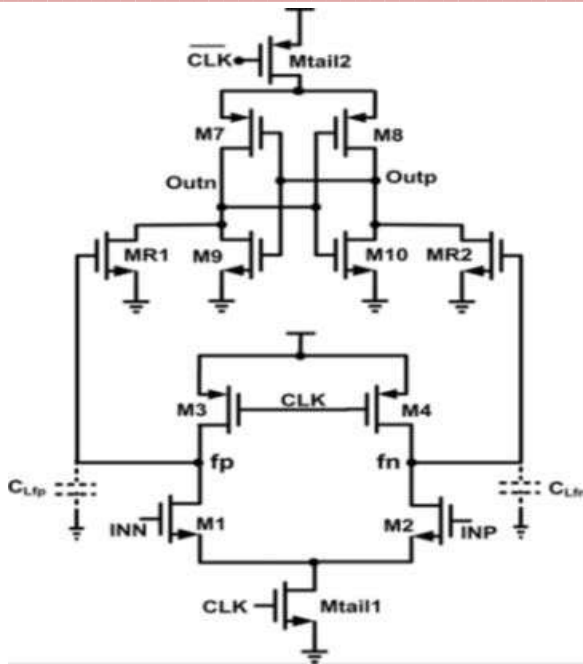 CLK
Mtail2
M7
M8
Outn
Outp
MR1
M9
M10
MR2
M3
CLK
M4
fp
fn
CLfp
CLfn
INN
M1
M2
INP
CLK
Mtail1